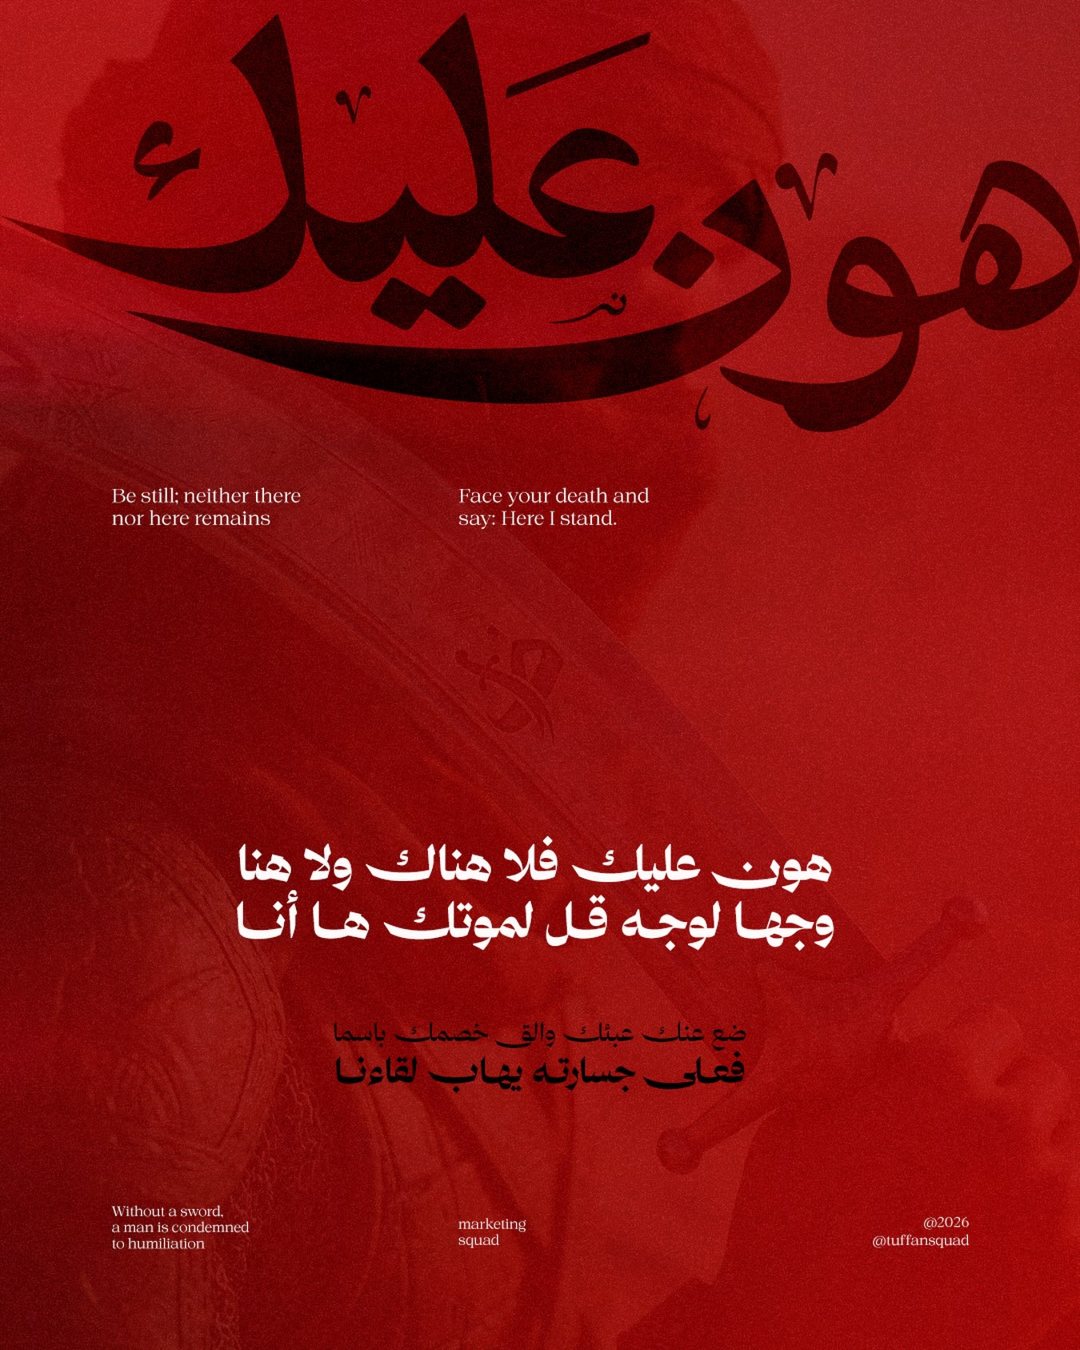 هون عليك
Be still; neither there
nor here remains
Face your death and
say: Here I stand.
هون عليك فلا هناك ولا هنا
وجها لوجه قل لموتك ها أنا
ضع عنك عبئك والق خصمك باسما
فعلى جسارته يهاب لقاءنا
Without a sword,
a man is condemned
to humiliation
marketing
squad
@2026
@tuffansquad